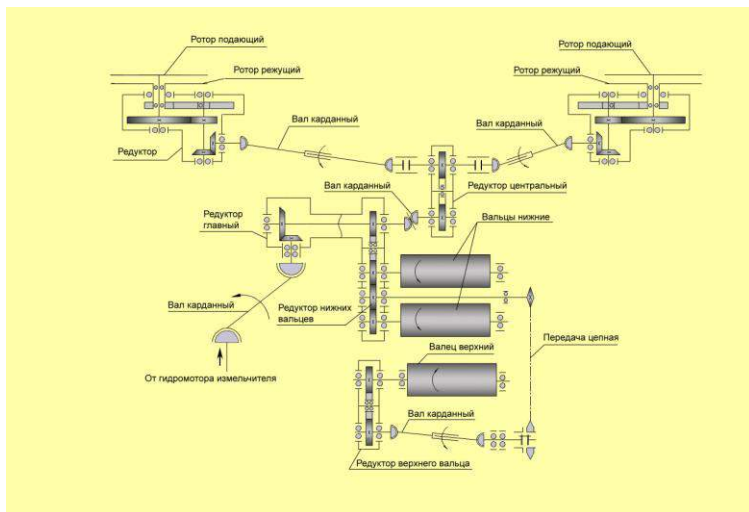 Ротор подающий
Ротор режущий
Вал карданный
Редуктор
Ротор подающий
Ротор режущий
Вал карданный
Вал карданный
Редуктор центральный
Редуктор
главный
Вальцы нижние
Вал карданный
Редуктор нижних
вальцев
Передача цепная
От гидромотора измельчителя
Валец верхний
Вал карданный
Редуктор верхнего вальца